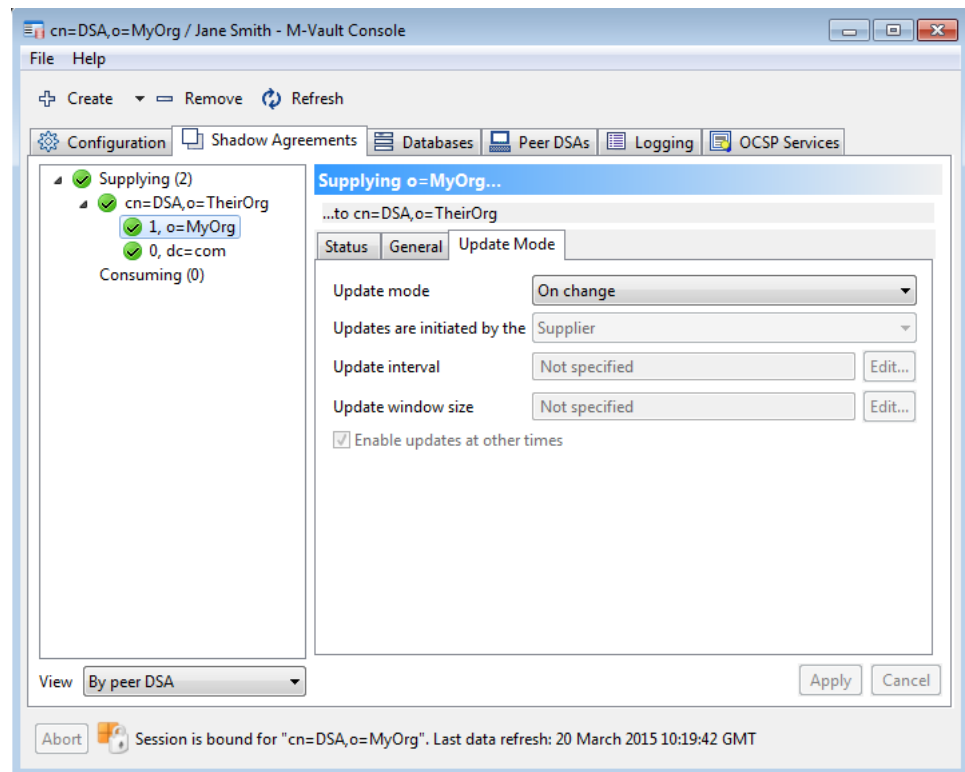 cn=DSA,o=MyOrg / Jane Smith - M-Vault Console
File Help
Create Remove Refresh
Configuration Shadow Agreements Databases Peer DSAs Logging OCSP Services
Supplying (2)
cn=DSA,o=TheirOrg
1, o=MyOrg
0, dc=com
Consuming (0)
Supplying o=MyOrg...
...to cn=DSA,o=TheirOrg
Status General Update Mode
Update mode On change
Updates are initiated by the Supplier
Update interval Not specified Edit...
Update window size Not specified Edit...
Enable updates at other times
View By peer DSA
Apply Cancel
Abort Session is bound for "cn=DSA,o=MyOrg". Last data refresh: 20 March 2015 10:19:42 GMT